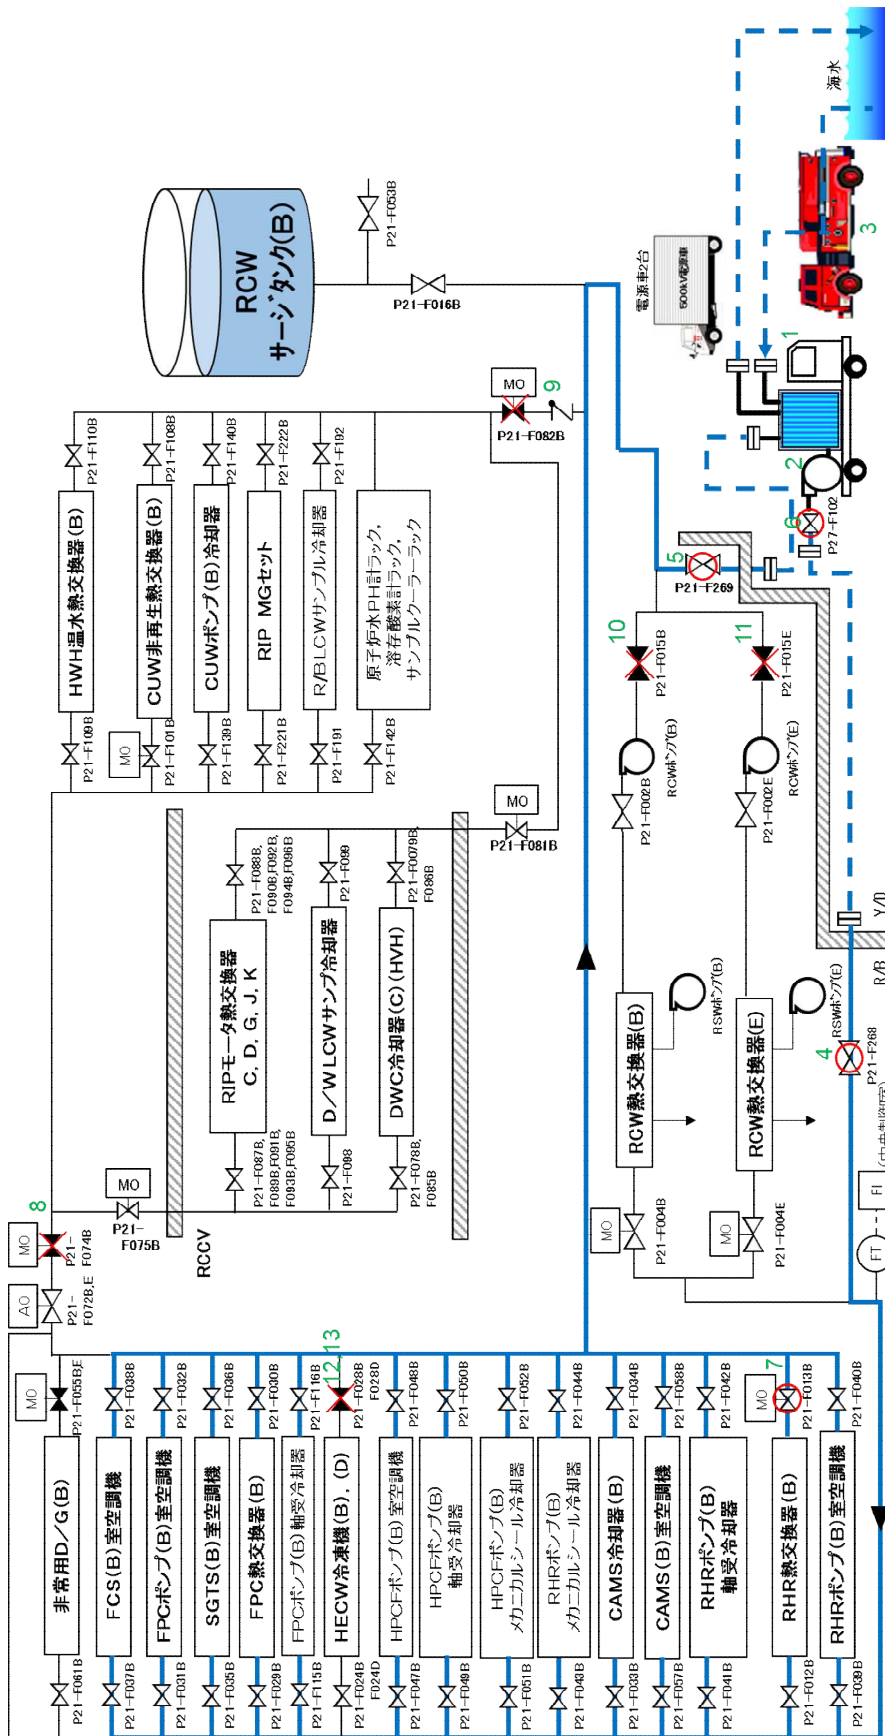 非常用D/G(B)
P21-F061B
MO
P21-F055B,E
FCS(B)室空調機
P21-F037B
P21-F038B
FPCポンプ(B)室空調機
P21-F031B
P21-F032B
SGTS(B)室空調機
P21-F035B
P21-F036B
FPC熱交換器(B)
P21-F029B
P21-F030B
FPCポンプ(B)軸受冷却器
P21-F115B
P21-F116B
HECW冷凍機(B), (D)
P21-F024B
F024D
12,13
P21-F028B
F028D
HPCFポンプ(B)室空調機
P21-F047B
P21-F048B
HPCFポンプ(B)
軸受冷却器
P21-F049B
P21-F050B
HPCFポンプ(B)
メカニカルシール冷却器
P21-F051B
P21-F052B
RHRポンプ(B)
メカニカルシール冷却器
P21-F043B
P21-F044B
CAMS冷却器(B)
P21-F033B
P21-F034B
CAMS(B)室空調機
P21-F057B
P21-F058B
RHRポンプ(B)
軸受冷却器
P21-F041B
P21-F042B
RHR熱交換器(B)
P21-F012B
MO
7
P21-F013B
RHRポンプ(B)室空調機
P21-F039B
P21-F040B
AO
P21-
F072B,E
MO
8
P21-
F074B
MO
P21-
F075B
RCCV
RIPモータ熱交換器
C, D, G, J, K
P21-F087B,
F089B,F091B,
F093B,F095B
P21-F088B,
F090B,F092B,
F094B,F096B
D/WLCWサンプ冷却器
P21-F098
P21-F099
DWC冷却器(C)(HVH)
P21-F078B,
F085B
P21-F0079B,
F086B
MO
P21-F081B
HWH温水熱交換器(B)
P21-F109B
P21-F110B
CUW非再生熱交換器(B)
MO
P21-F101B
P21-F108B
CUWポンプ(B)冷却器
P21-F139B
P21-F140B
RIP MGセット
P21-F221B
P21-F222B
R/BLCWサンプル冷却器
P21-F191
P21-F192
原子炉水PH計ラック,
溶存酸素計ラック,
サンプルクーラーラック
P21-F142B
MO
P21-F082B
9
RCW
サージタンク(B)
P21-F053B
P21-F016B
RCW熱交換器(B)
MO
P21-F004B
RSWポンプ(B)
P21-F002B
RCWポンプ(B)
10
P21-F015B
RCW熱交換器(E)
MO
P21-F004E
RSWポンプ(E)
P21-F002E
RCWポンプ(E)
11
P21-F015E
5
P21-F269
4
P21-F268
R/B
Y/D
FT
FI
6
P27-F102
2
1
電源車2台
500kVA電源車
3
海水